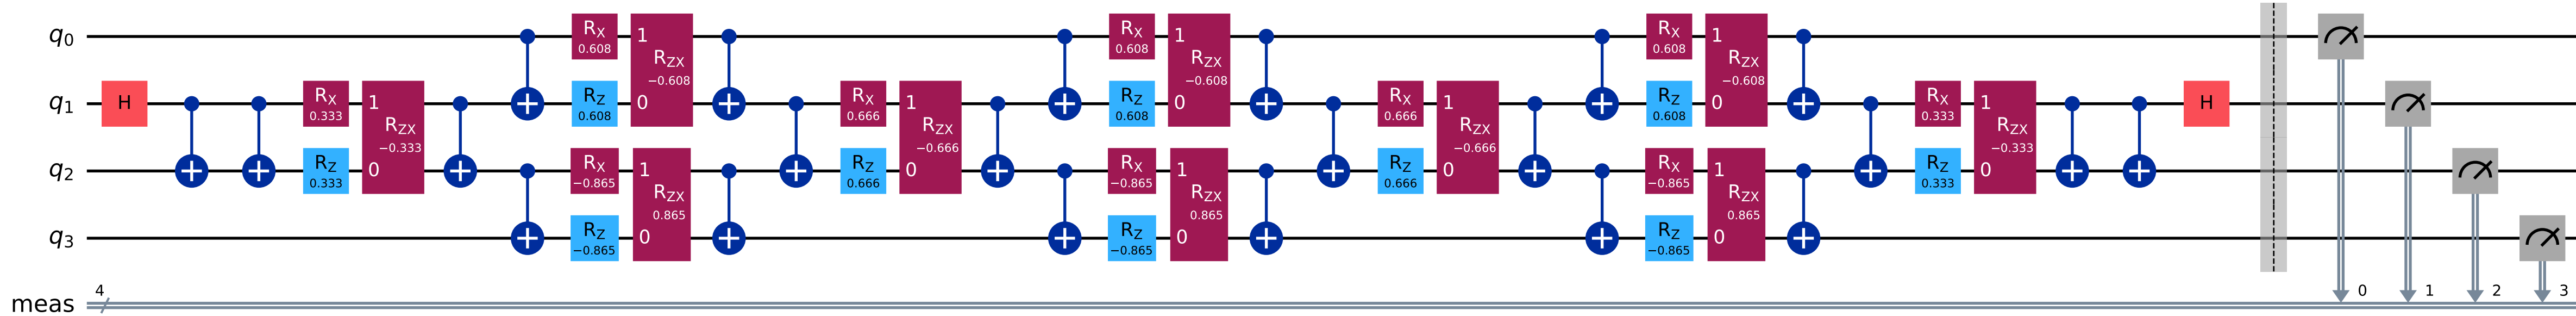 q0 RX 0.608 1 RZX −0.608 RX 0.608 1 RZX −0.608 RX 0.608 1 RZX −0.608
q1 H RX 0.333 1 RZ 0.608 0 RX 0.666 1 RZ 0.608 0 RX 0.666 1 RZ 0.608 0 RX 0.333 1 H
RZX −0.333 RZX −0.666 RZX −0.666 RZX −0.333
q2 RZ 0.333 0 RX −0.865 1 RZ 0.666 0 RX −0.865 1 RZ 0.666 0 RX −0.865 1 RZ 0.333 0
RZX 0.865 RZX 0.865 RZX 0.865
q3 RZ −0.865 0 RZ −0.865 0 RZ −0.865 0
meas 4 0 1 2 3